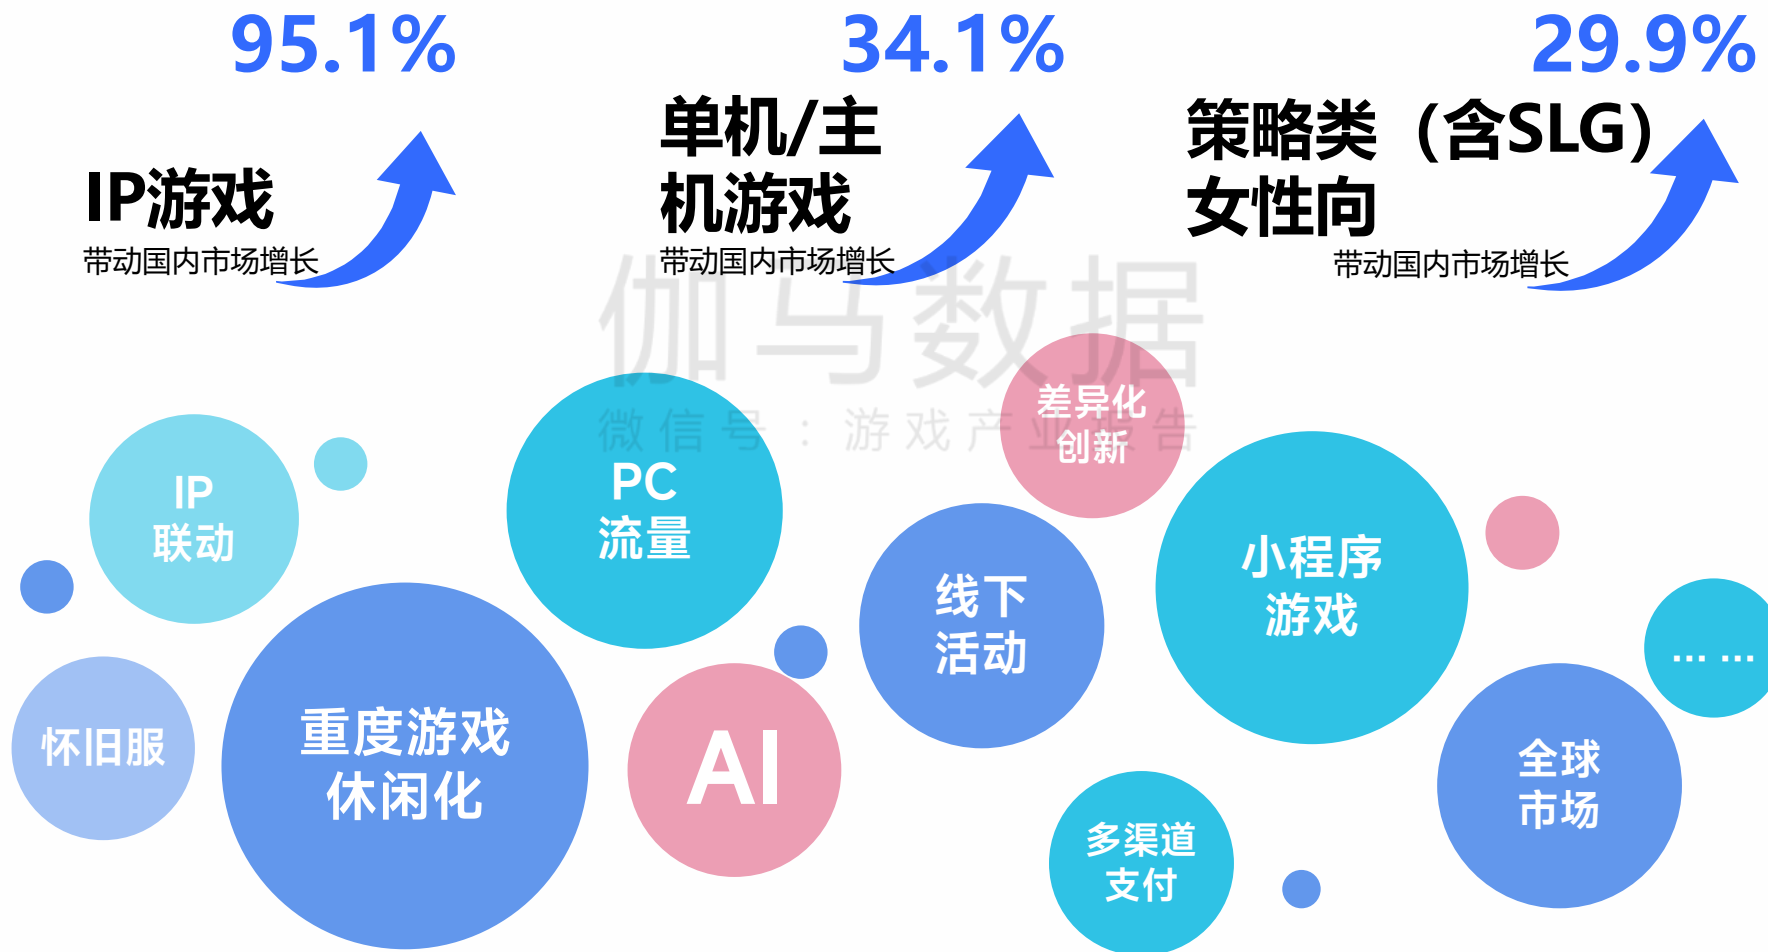 95.1%
34.1%
29.9%
IP游戏
带动国内市场增长
单机/主
机游戏
带动国内市场增长
策略类（含SLG）
女性向
带动国内市场增长
伽马数据
微信号：游戏产业报告
差异化
创新
IP
联动
PC
流量
小程序
游戏
线下
活动
... ...
怀旧服
重度游戏
休闲化
AI
全球
市场
多渠道
支付